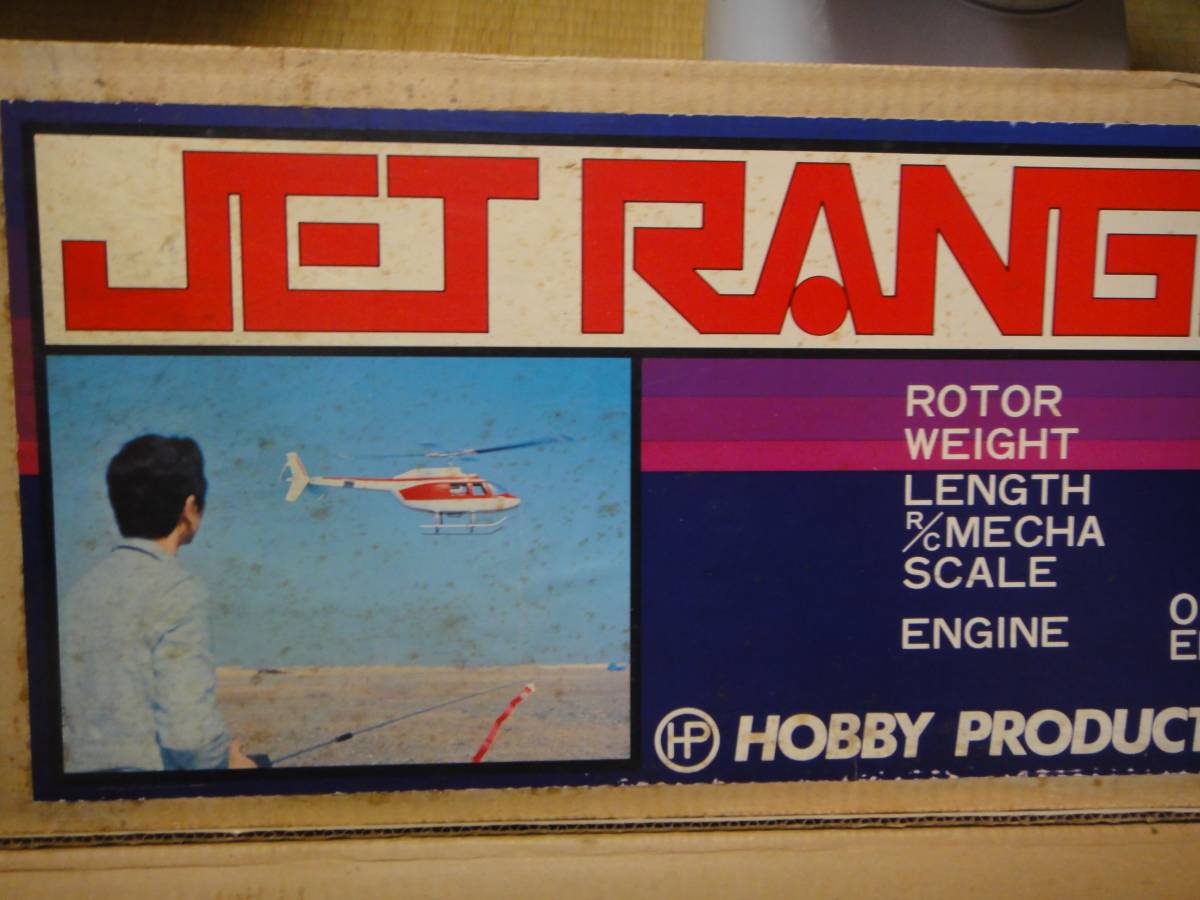 JET RANG
ROTOR
WEIGHT
LENGTH
R/C MECHA
SCALE
ENGINE
O
E
HP HOBBY PRODUCT